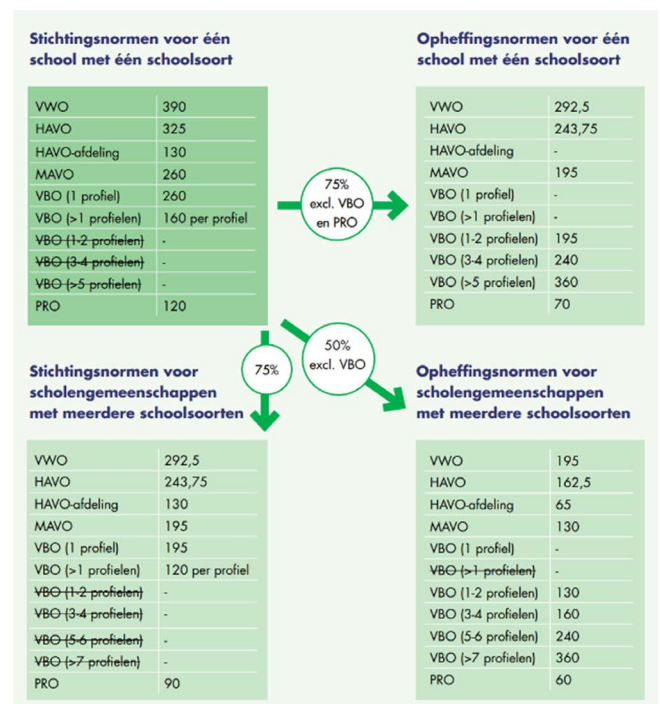 Stichtingsnormen voor één
school met één schoolsoort
VWO 390
HAVO 325
HAVO-afdeling 130
MAVO 260
VBO (1 profiel) 260
VBO (>1 profielen) 160 per profiel
VBO (1-2 profielen) -
VBO (3-4 profielen) -
VBO (>5 profielen) -
PRO 120
75%
excl. VBO
en PRO
Opheffingsnormen voor één
school met één schoolsoort
VWO 292,5
HAVO 243,75
HAVO-afdeling -
MAVO 195
VBO (1 profiel) -
VBO (>1 profielen) -
VBO (1-2 profielen) 195
VBO (3-4 profielen) 240
VBO (>5 profielen) 360
PRO 70
75%
50%
excl. VBO
Stichtingsnormen voor
scholengemeenschappen
met meerdere schoolsoorten
VWO 292,5
HAVO 243,75
HAVO-afdeling 130
MAVO 195
VBO (1 profiel) 195
VBO (>1 profielen) 120 per profiel
VBO (1-2 profielen) -
VBO (3-4 profielen) -
VBO (5-6 profielen) -
VBO (>7 profielen) -
PRO 90
Opheffingsnormen voor
scholengemeenschappen
met meerdere schoolsoorten
VWO 195
HAVO 162,5
HAVO-afdeling 65
MAVO 130
VBO (1 profiel) -
VBO (>1 profielen) -
VBO (1-2 profielen) 130
VBO (3-4 profielen) 160
VBO (5-6 profielen) 240
VBO (>7 profielen) 360
PRO 60